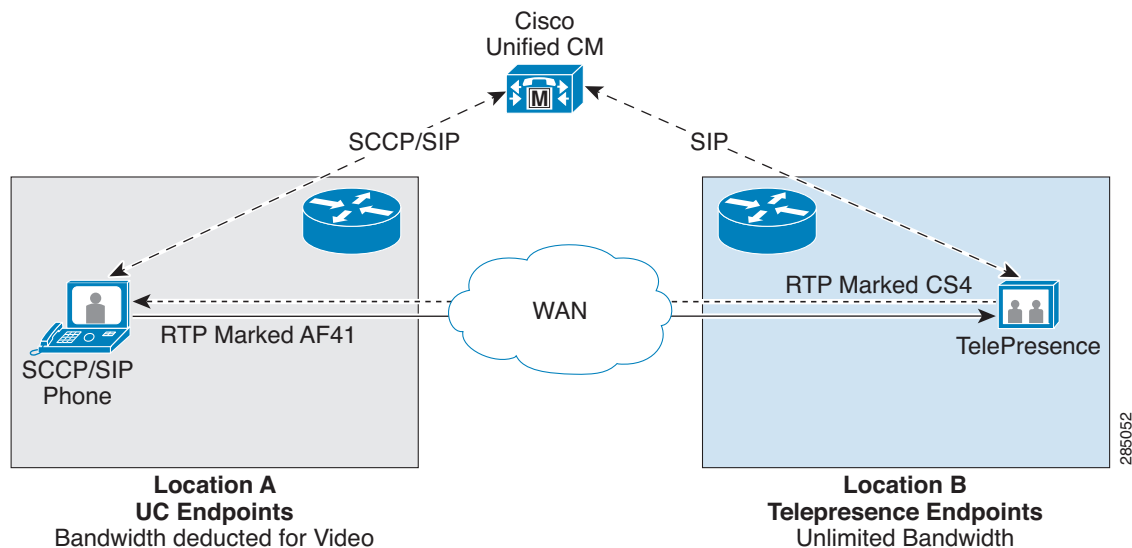 Cisco
Unified CM
M
SCCP/SIP
SIP
RTP Marked CS4
WAN
RTP Marked AF41
TelePresence
SCCP/SIP
Phone
285052
Location A
UC Endpoints
Bandwidth deducted for Video
Location B
Telepresence Endpoints
Unlimited Bandwidth